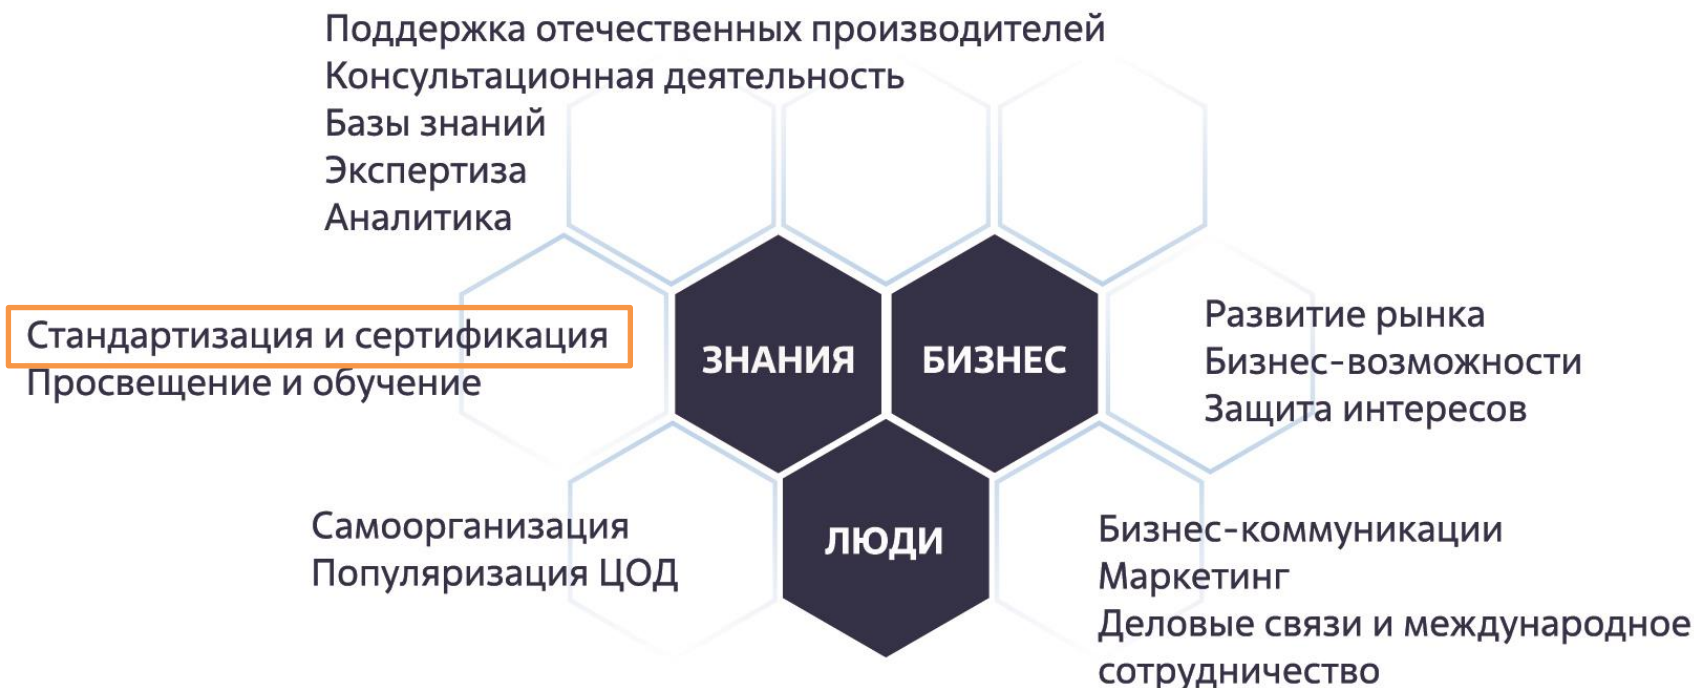 Поддержка отечественных производителей
Консультационная деятельность
Базы знаний
Экспертиза
Аналитика
Стандартизация и сертификация
Просвещение и обучение
ЗНАНИЯ
БИЗНЕС
Развитие рынка
Бизнес-возможности
Защита интересов
Самоорганизация
Популяризация ЦОД
ЛЮДИ
Бизнес-коммуникации
Маркетинг
Деловые связи и международное
сотрудничество